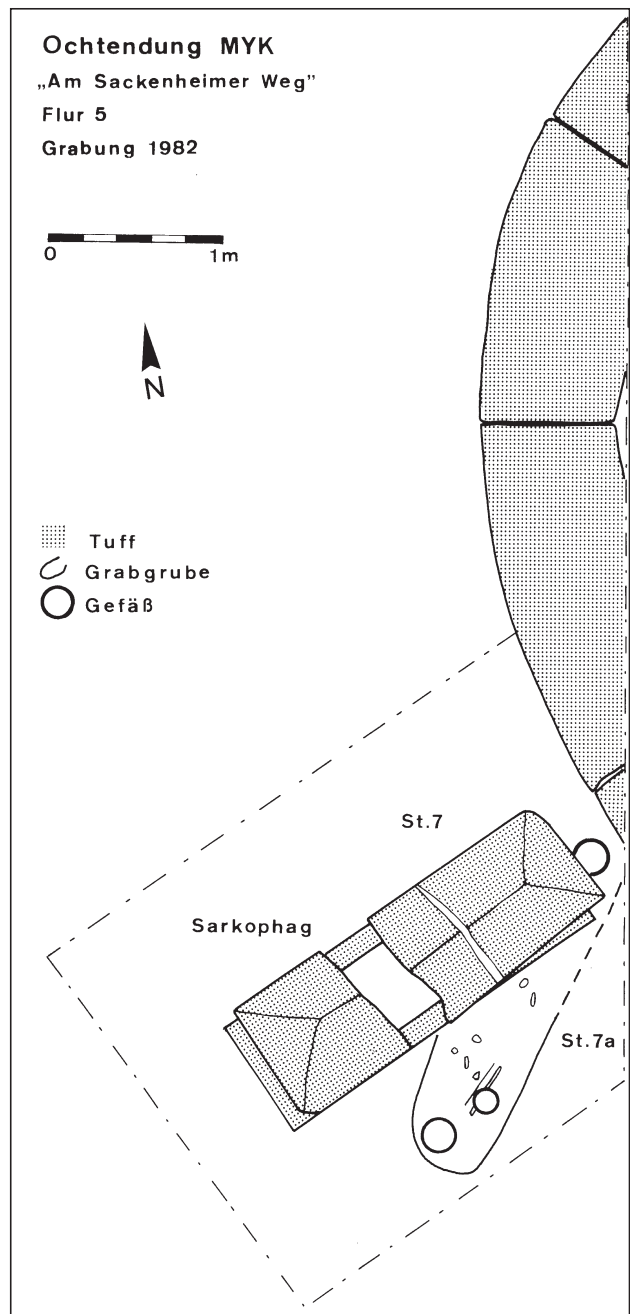 Ochtendung MYK
„Am Sackenheimer Weg”
Flur 5
Grabung 1982
0 1m
N
Tuff
Grabgrube
Gefäß
St.7
Sarkophag
St.7a